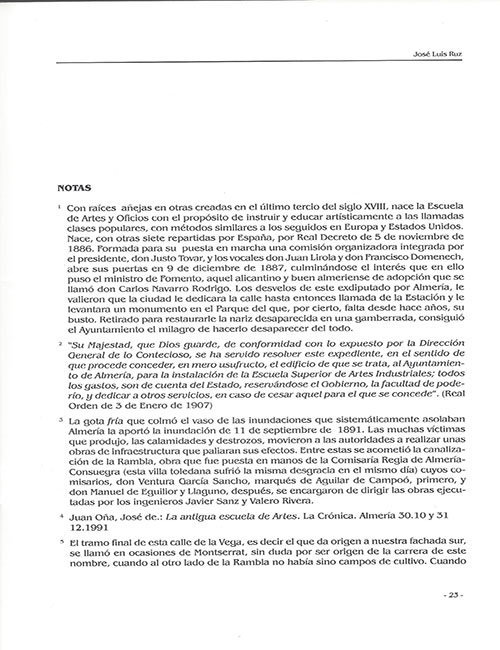 José Luis Ruz
NOTAS
1 Con raíces añejas en otras creadas en el último tercio del siglo XVIII, nace la Escuela
de Artes y Oficios con el propósito de instruir y educar artísticamente a las llamadas
clases populares, con métodos similares a los seguidos en Europa y Estados Unidos.
Nace, con otras siete repartidas por España, por Real Decreto de 5 de noviembre de
1886. Formada para su puesta en marcha una comisión organizadora integrada por
el presidente, don Justo Tovar, y los vocales don Juan Lirola y don Francisco Domenech,
abre sus puertas en 9 de diciembre de 1887, culminándose el interés que en ello
puso el ministro de Fomento, aquel alicantino y buen almeriense de adopción que se
llamó don Carlos Navarro Rodrigo. Los desvelos de este exdiputado por Almería, le
valieron que la ciudad le dedicara la calle hasta entonces llamada de la Estación y le
levantara un monumento en el Parque del que, por cierto, falta desde hace años, su
busto. Retirado para restaurarle la nariz desaparecida en una gamberrada, consiguió
el Ayuntamiento el milagro de hacerlo desaparecer del todo.
2 "Su Majestad, que Dios guarde, de conformidad con lo expuesto por la Dirección
General de lo Contecioso, se ha servido resolver este expediente, en el sentido de
que procede conceder, en mero usufructo, el edificio de que se trata, al Ayuntamien-
to de Almería, para la instalación de la Escuela Superior de Artes Industriales; todos
los gastos, son de cuenta del Estado, reservándose el Gobierno, la facultad de pode-
río, y dedicar a otros servicios, en caso de cesar aquel para el que se concede". (Real
Orden de 3 de Enero de 1907)
3 La gota fría que colmó el vaso de las inundaciones que sistemáticamente asolaban
Almería la aportó la inundación de 11 de septiembre de 1891. Las muchas víctimas
que produjo, las calamidades y destrozos, movieron a las autoridades a realizar unas
obras de infraestructura que paliaran sus efectos. Entre estas se acometió la canaliza-
ción de la Rambla, obra que fue puesta en manos de la Comisaría Regia de Almería-
Consuegra (esta villa toledana sufrió la misma desgracia en el mismo día) cuyos co-
misarios, don Ventura García Sancho, marqués de Aguilar de Campoó, primero, y
don Manuel de Eguilior y Llaguno, después, se encargaron de dirigir las obras ejecu-
tadas por los ingenieros Javier Sanz y Valero Rivera.
4 Juan Oña, José de.: La antigua escuela de Artes. La Crónica. Almería 30.10 y 31
12.1991
5 El tramo final de esta calle de la Vega, es decir el que da origen a nuestra fachada sur,
se llamó en ocasiones de Montserrat, sin duda por ser origen de la carrera de este
nombre, cuando al otro lado de la Rambla no había sino campos de cultivo. Cuando
- 23 -